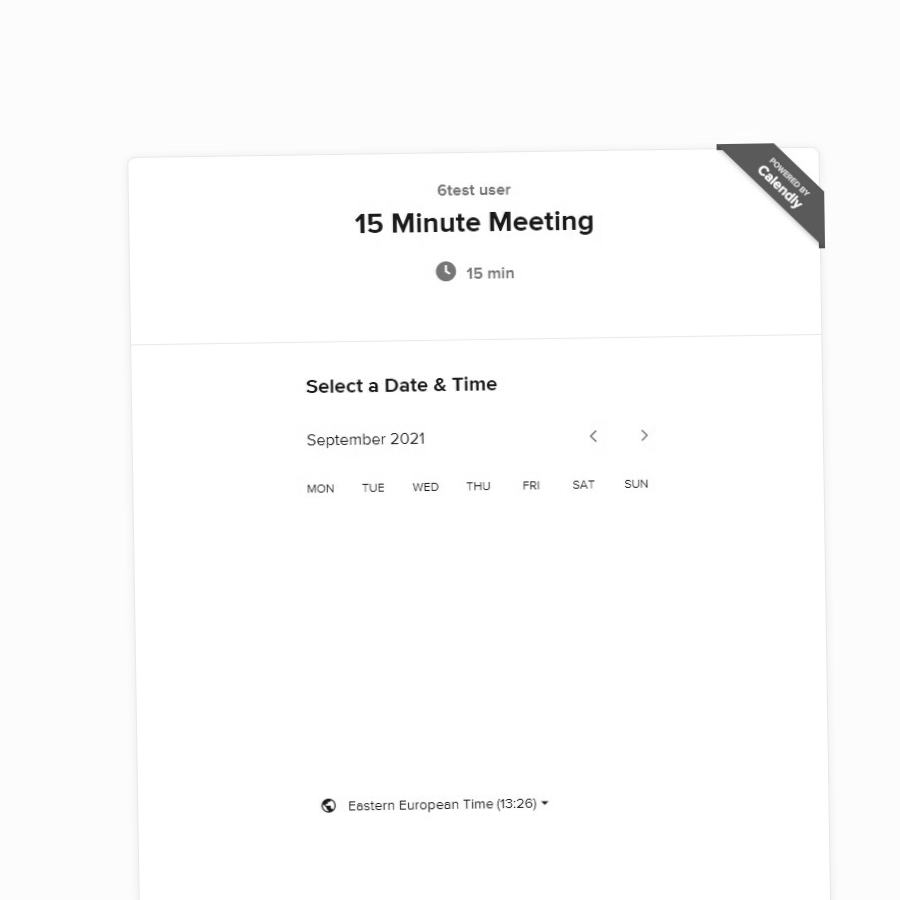 POWERED BY
Calendly
6test user
15 Minute Meeting
15 min
Select a Date & Time
September 2021
MON TUE WED THU FRI SAT SUN
Eastern European Time (13:26)